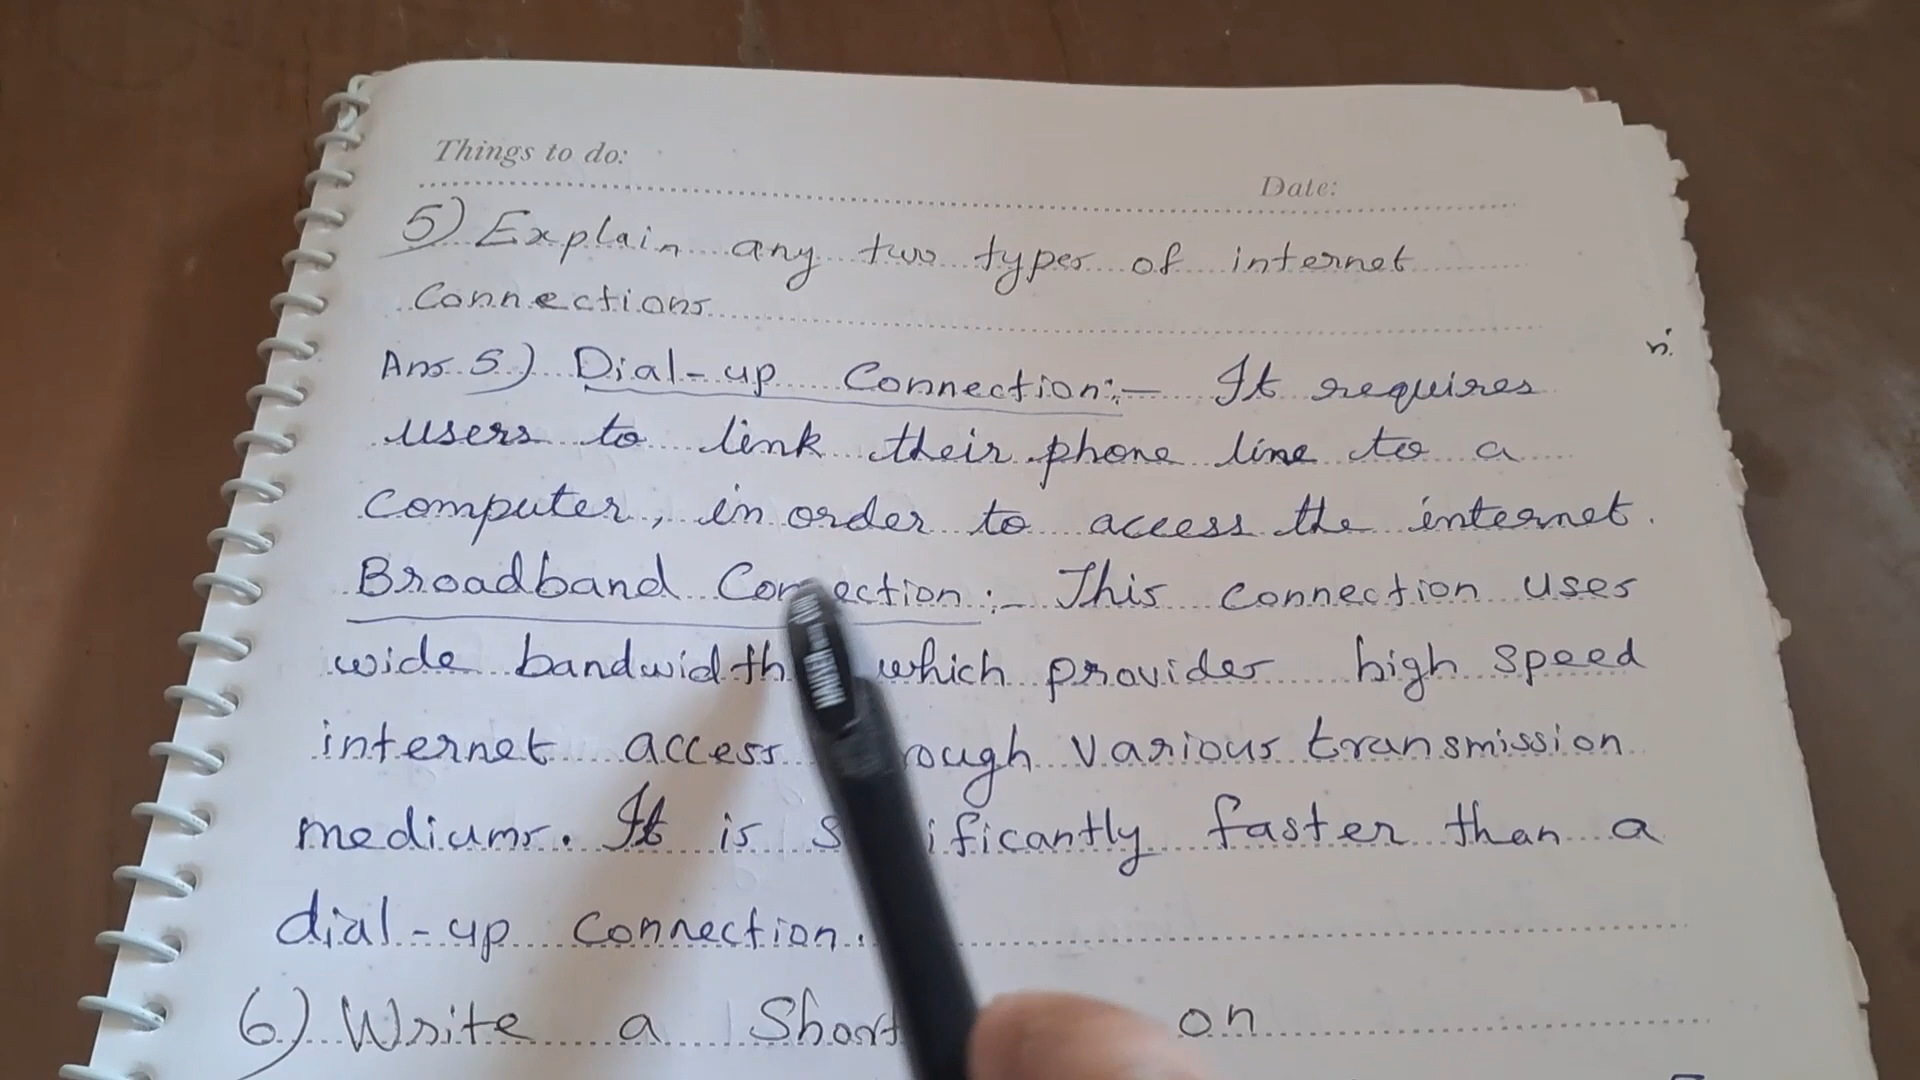 Things to do:
Date:
5) Explain any two types of internet
Connections
Ans 5) Dial-up Connection:- It requires
users to link their phone line to a
computer, in order to access the internet.
Broadband Connection:- This connection uses
wide bandwidth which provides high speed
internet access through various transmission
mediums. It is significantly faster than a
dial-up connection.
6) Write a Short on